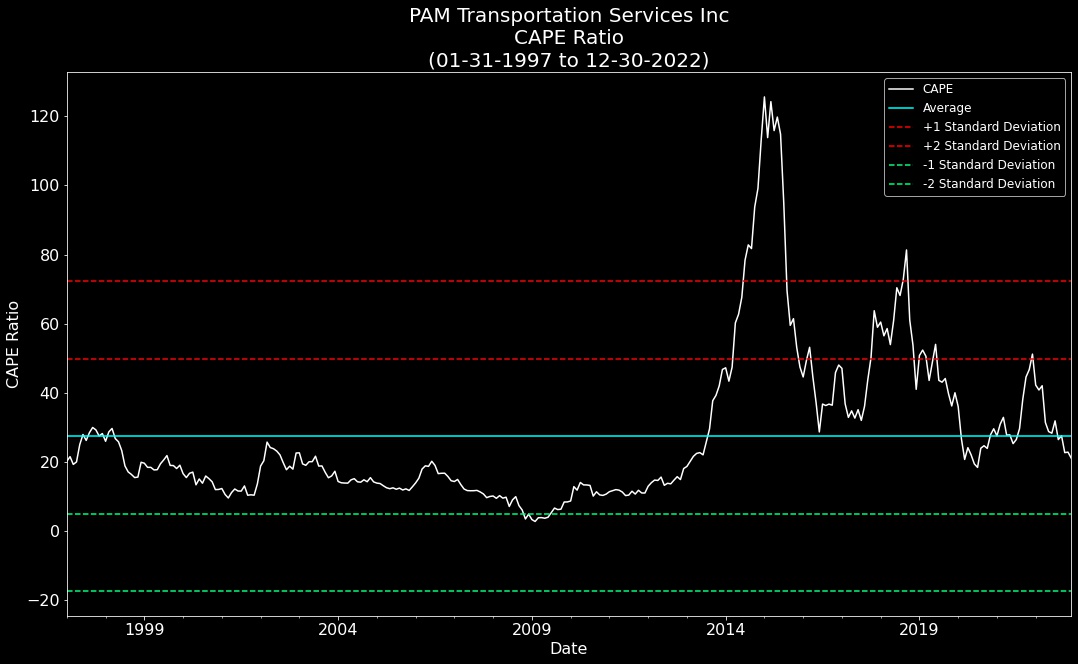 PAM Transportation Services Inc
CAPE Ratio
(01-31-1997 to 12-30-2022)
CAPE
Average
+1 Standard Deviation
+2 Standard Deviation
-1 Standard Deviation
-2 Standard Deviation
CAPE Ratio
120
100
80
60
40
20
0
−20
1999
2004
2009
2014
2019
Date